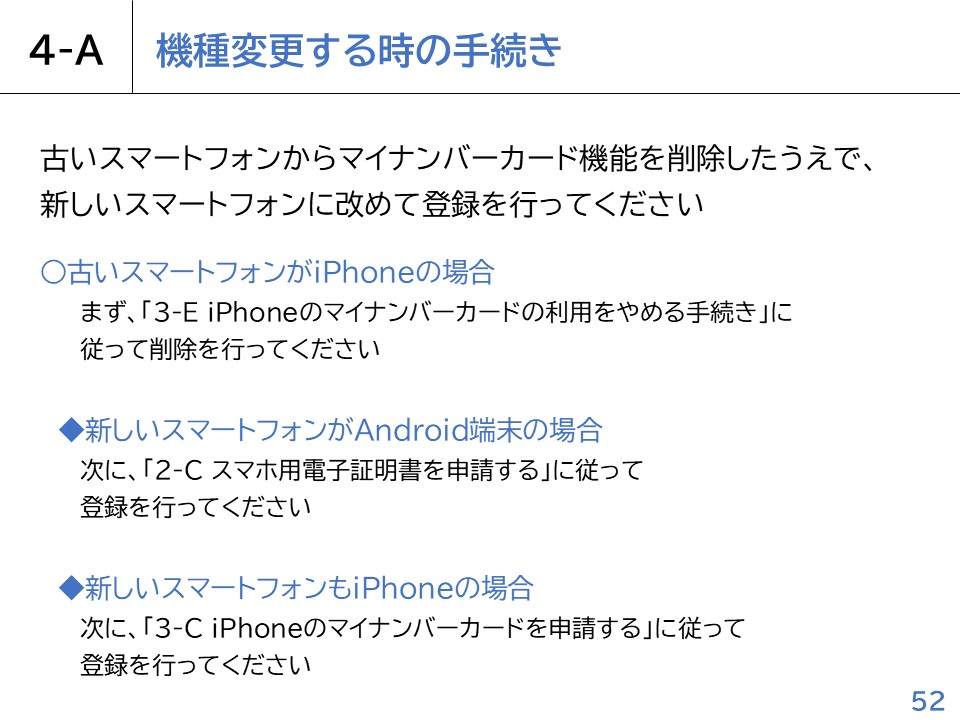 4-A
機種変更する時の手続き
古いスマートフォンからマイナンバーカード機能を削除したうえで、
新しいスマートフォンに改めて登録を行ってください
○古いスマートフォンがiPhoneの場合
まず、「3-E iPhoneのマイナンバーカードの利用をやめる手続き」に
従って削除を行ってください
◆新しいスマートフォンがAndroid端末の場合
次に、「2-C スマホ用電子証明書を申請する」に従って
登録を行ってください
◆新しいスマートフォンもiPhoneの場合
次に、「3-C iPhoneのマイナンバーカードを申請する」に従って
登録を行ってください
52